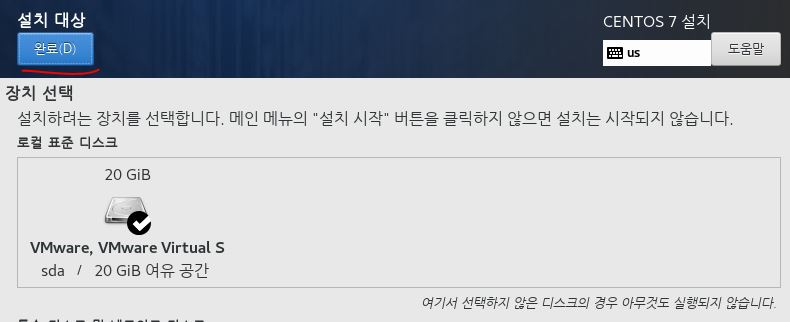 설치 대상
CENTOS 7 설치
완료(D)
us
도움말
장치 선택
설치하려는 장치를 선택합니다. 메인 메뉴의 "설치 시작" 버튼을 클릭하지 않으면 설치는 시작되지 않습니다.
로컬 표준 디스크
20 GiB
VMware, VMware Virtual S
sda / 20 GiB 여유 공간
여기서 선택하지 않은 디스크의 경우 아무것도 실행되지 않습니다.